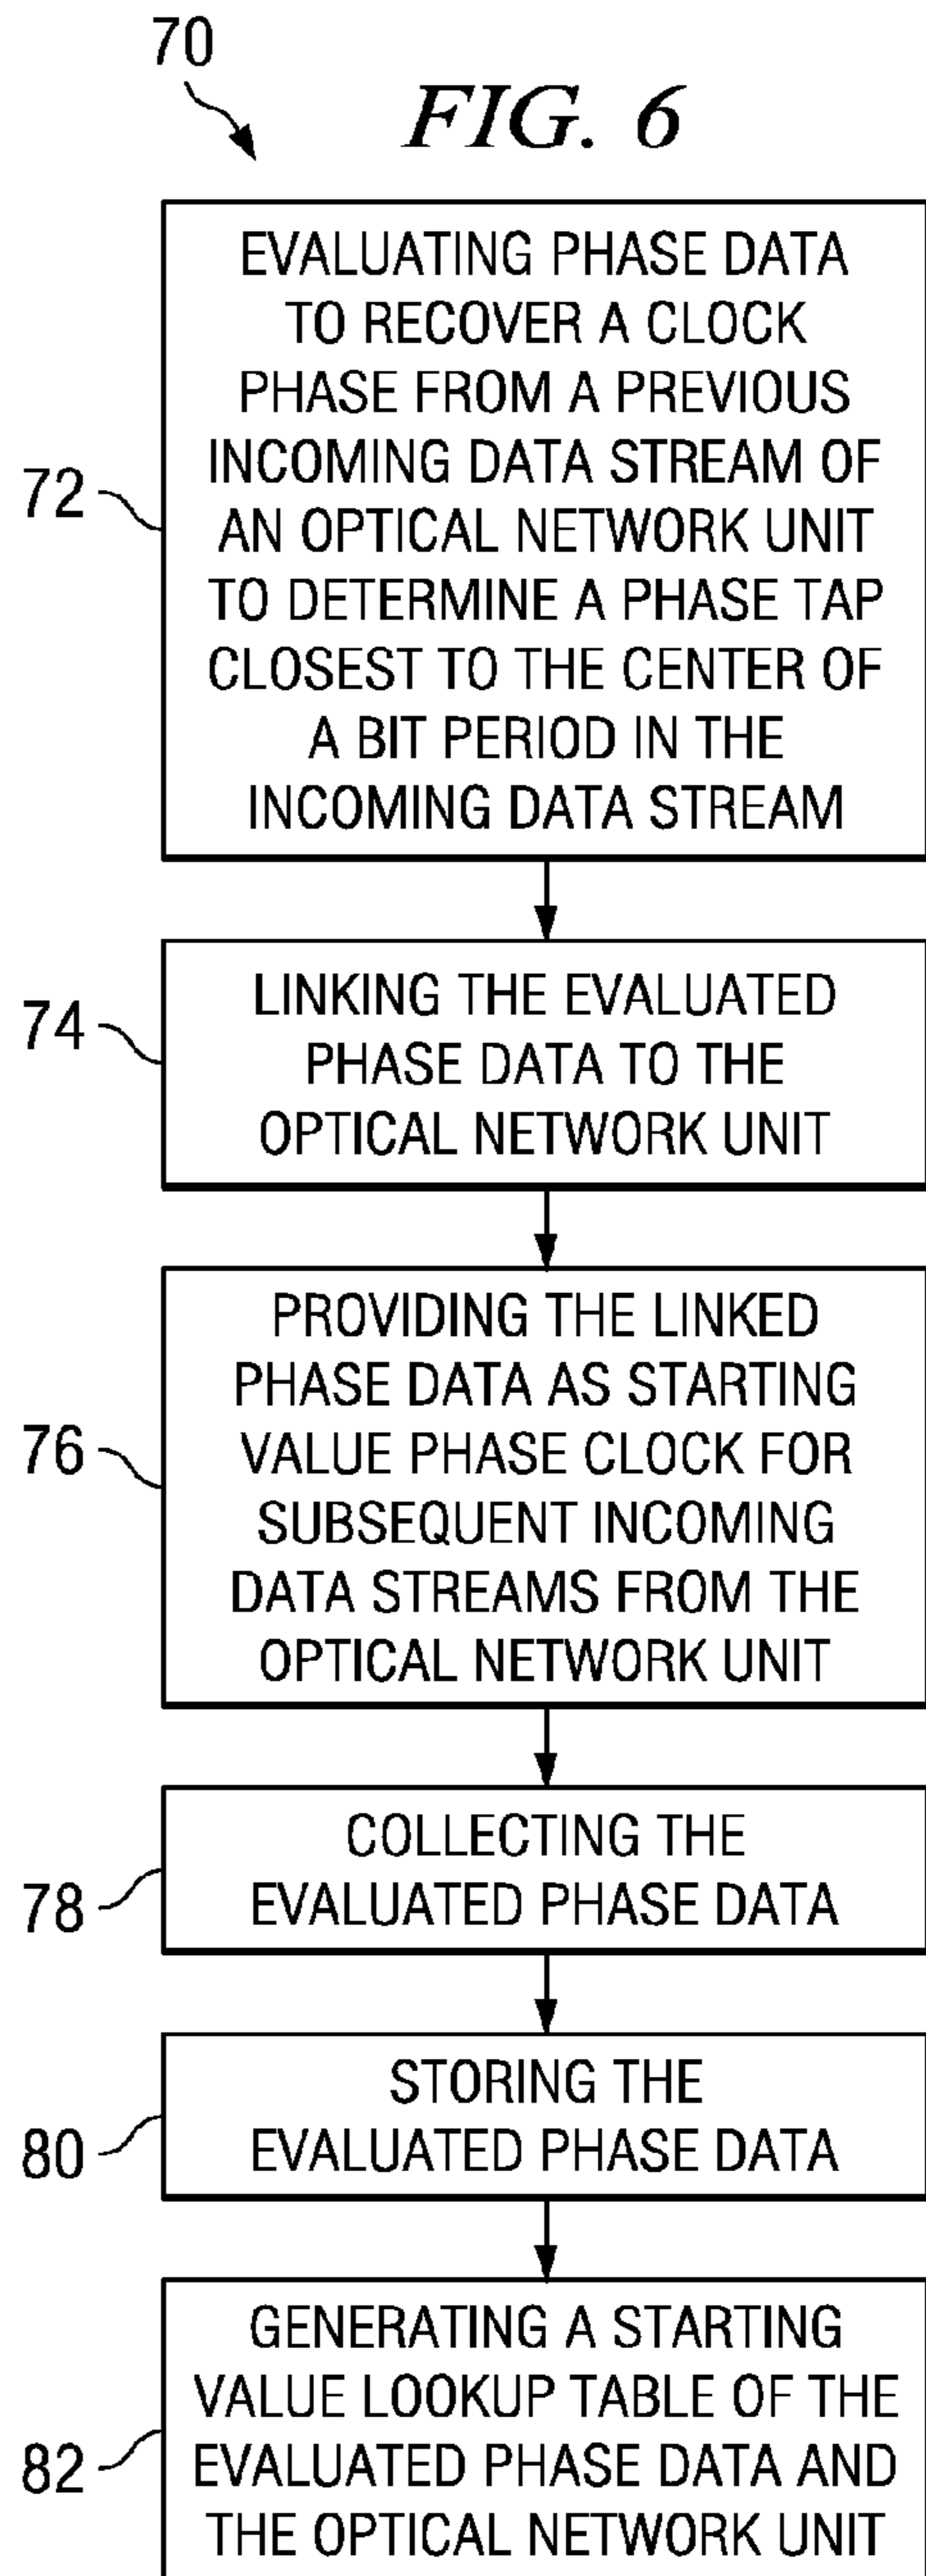 70
FIG. 6
72
EVALUATING PHASE DATA
TO RECOVER A CLOCK
PHASE FROM A PREVIOUS
INCOMING DATA STREAM OF
AN OPTICAL NETWORK UNIT
TO DETERMINE A PHASE TAP
CLOSEST TO THE CENTER OF
A BIT PERIOD IN THE
INCOMING DATA STREAM
74
LINKING THE EVALUATED
PHASE DATA TO THE
OPTICAL NETWORK UNIT
76
PROVIDING THE LINKED
PHASE DATA AS STARTING
VALUE PHASE CLOCK FOR
SUBSEQUENT INCOMING
DATA STREAMS FROM THE
OPTICAL NETWORK UNIT
78
COLLECTING THE
EVALUATED PHASE DATA
80
STORING THE
EVALUATED PHASE DATA
82
GENERATING A STARTING
VALUE LOOKUP TABLE OF THE
EVALUATED PHASE DATA AND
THE OPTICAL NETWORK UNIT